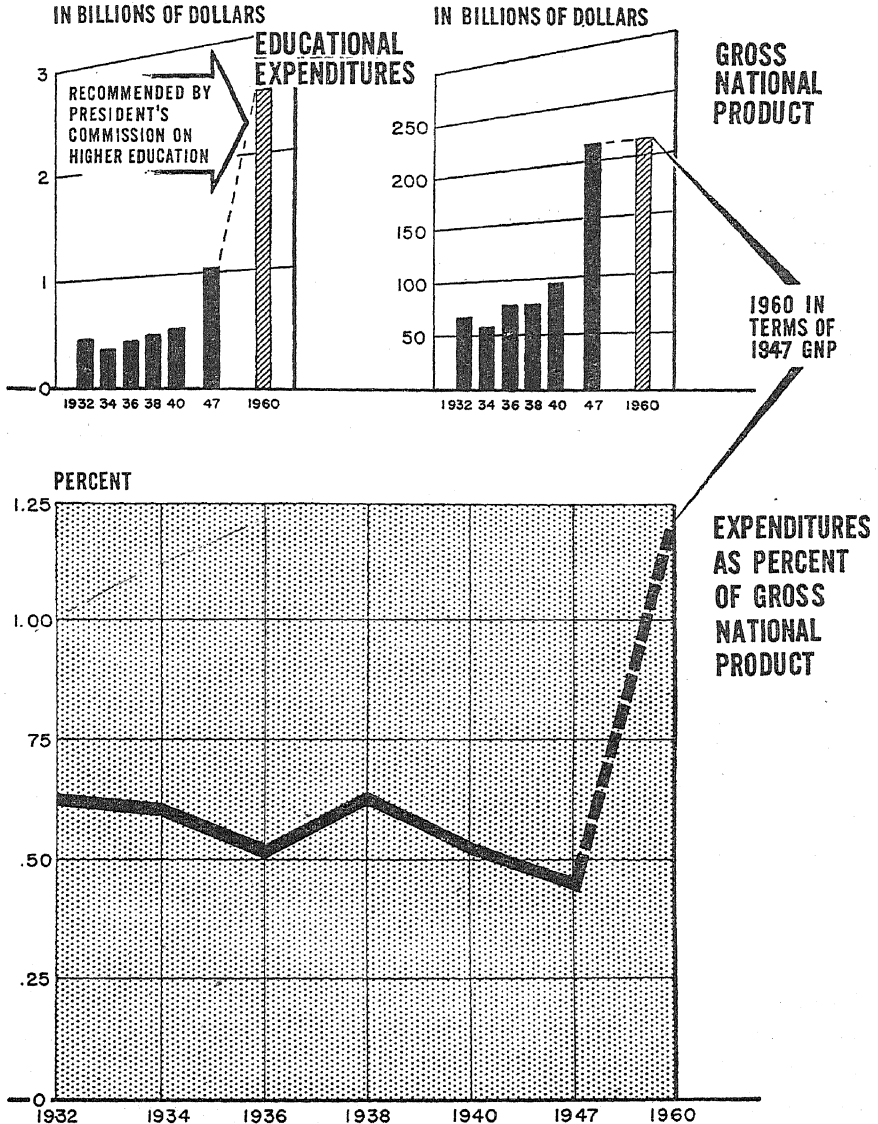 IN BILLIONS OF DOLLARS
EDUCATIONAL
EXPENDITURES
3
RECOMMENDED BY
PRESIDENT'S
COMMISSION ON
HIGHER EDUCATION
2
1
0
1932 34 36 38 40 47 1960
IN BILLIONS OF DOLLARS
GROSS
NATIONAL
PRODUCT
250
200
150
100
50
1932 34 36 38 40 47 1960
1960 IN
TERMS OF
1947 GNP
PERCENT
1.25
1.00
.75
.50
.25
0
1932 1934 1936 1938 1940 1947 1960
EXPENDITURES
AS PERCENT
OF GROSS
NATIONAL
PRODUCT